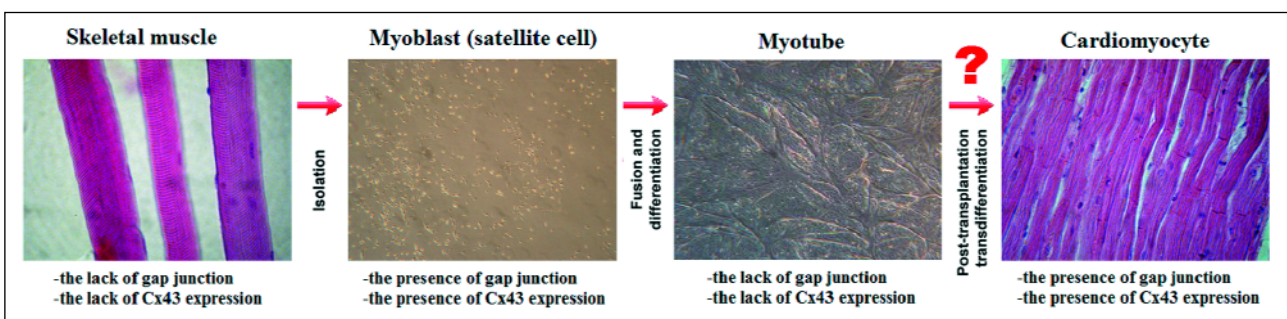 Skeletal muscle
-the lack of gap junction
-the lack of Cx43 expression
Isolation
Myoblast (satellite cell)
-the presence of gap junction
-the presence of Cx43 expression
Fusion and
differentiation
Myotube
-the lack of gap junction
-the lack of Cx43 expression
?
Post-transplantation
transdifferentiation
Cardiomyocyte
-the presence of gap junction
-the presence of Cx43 expression